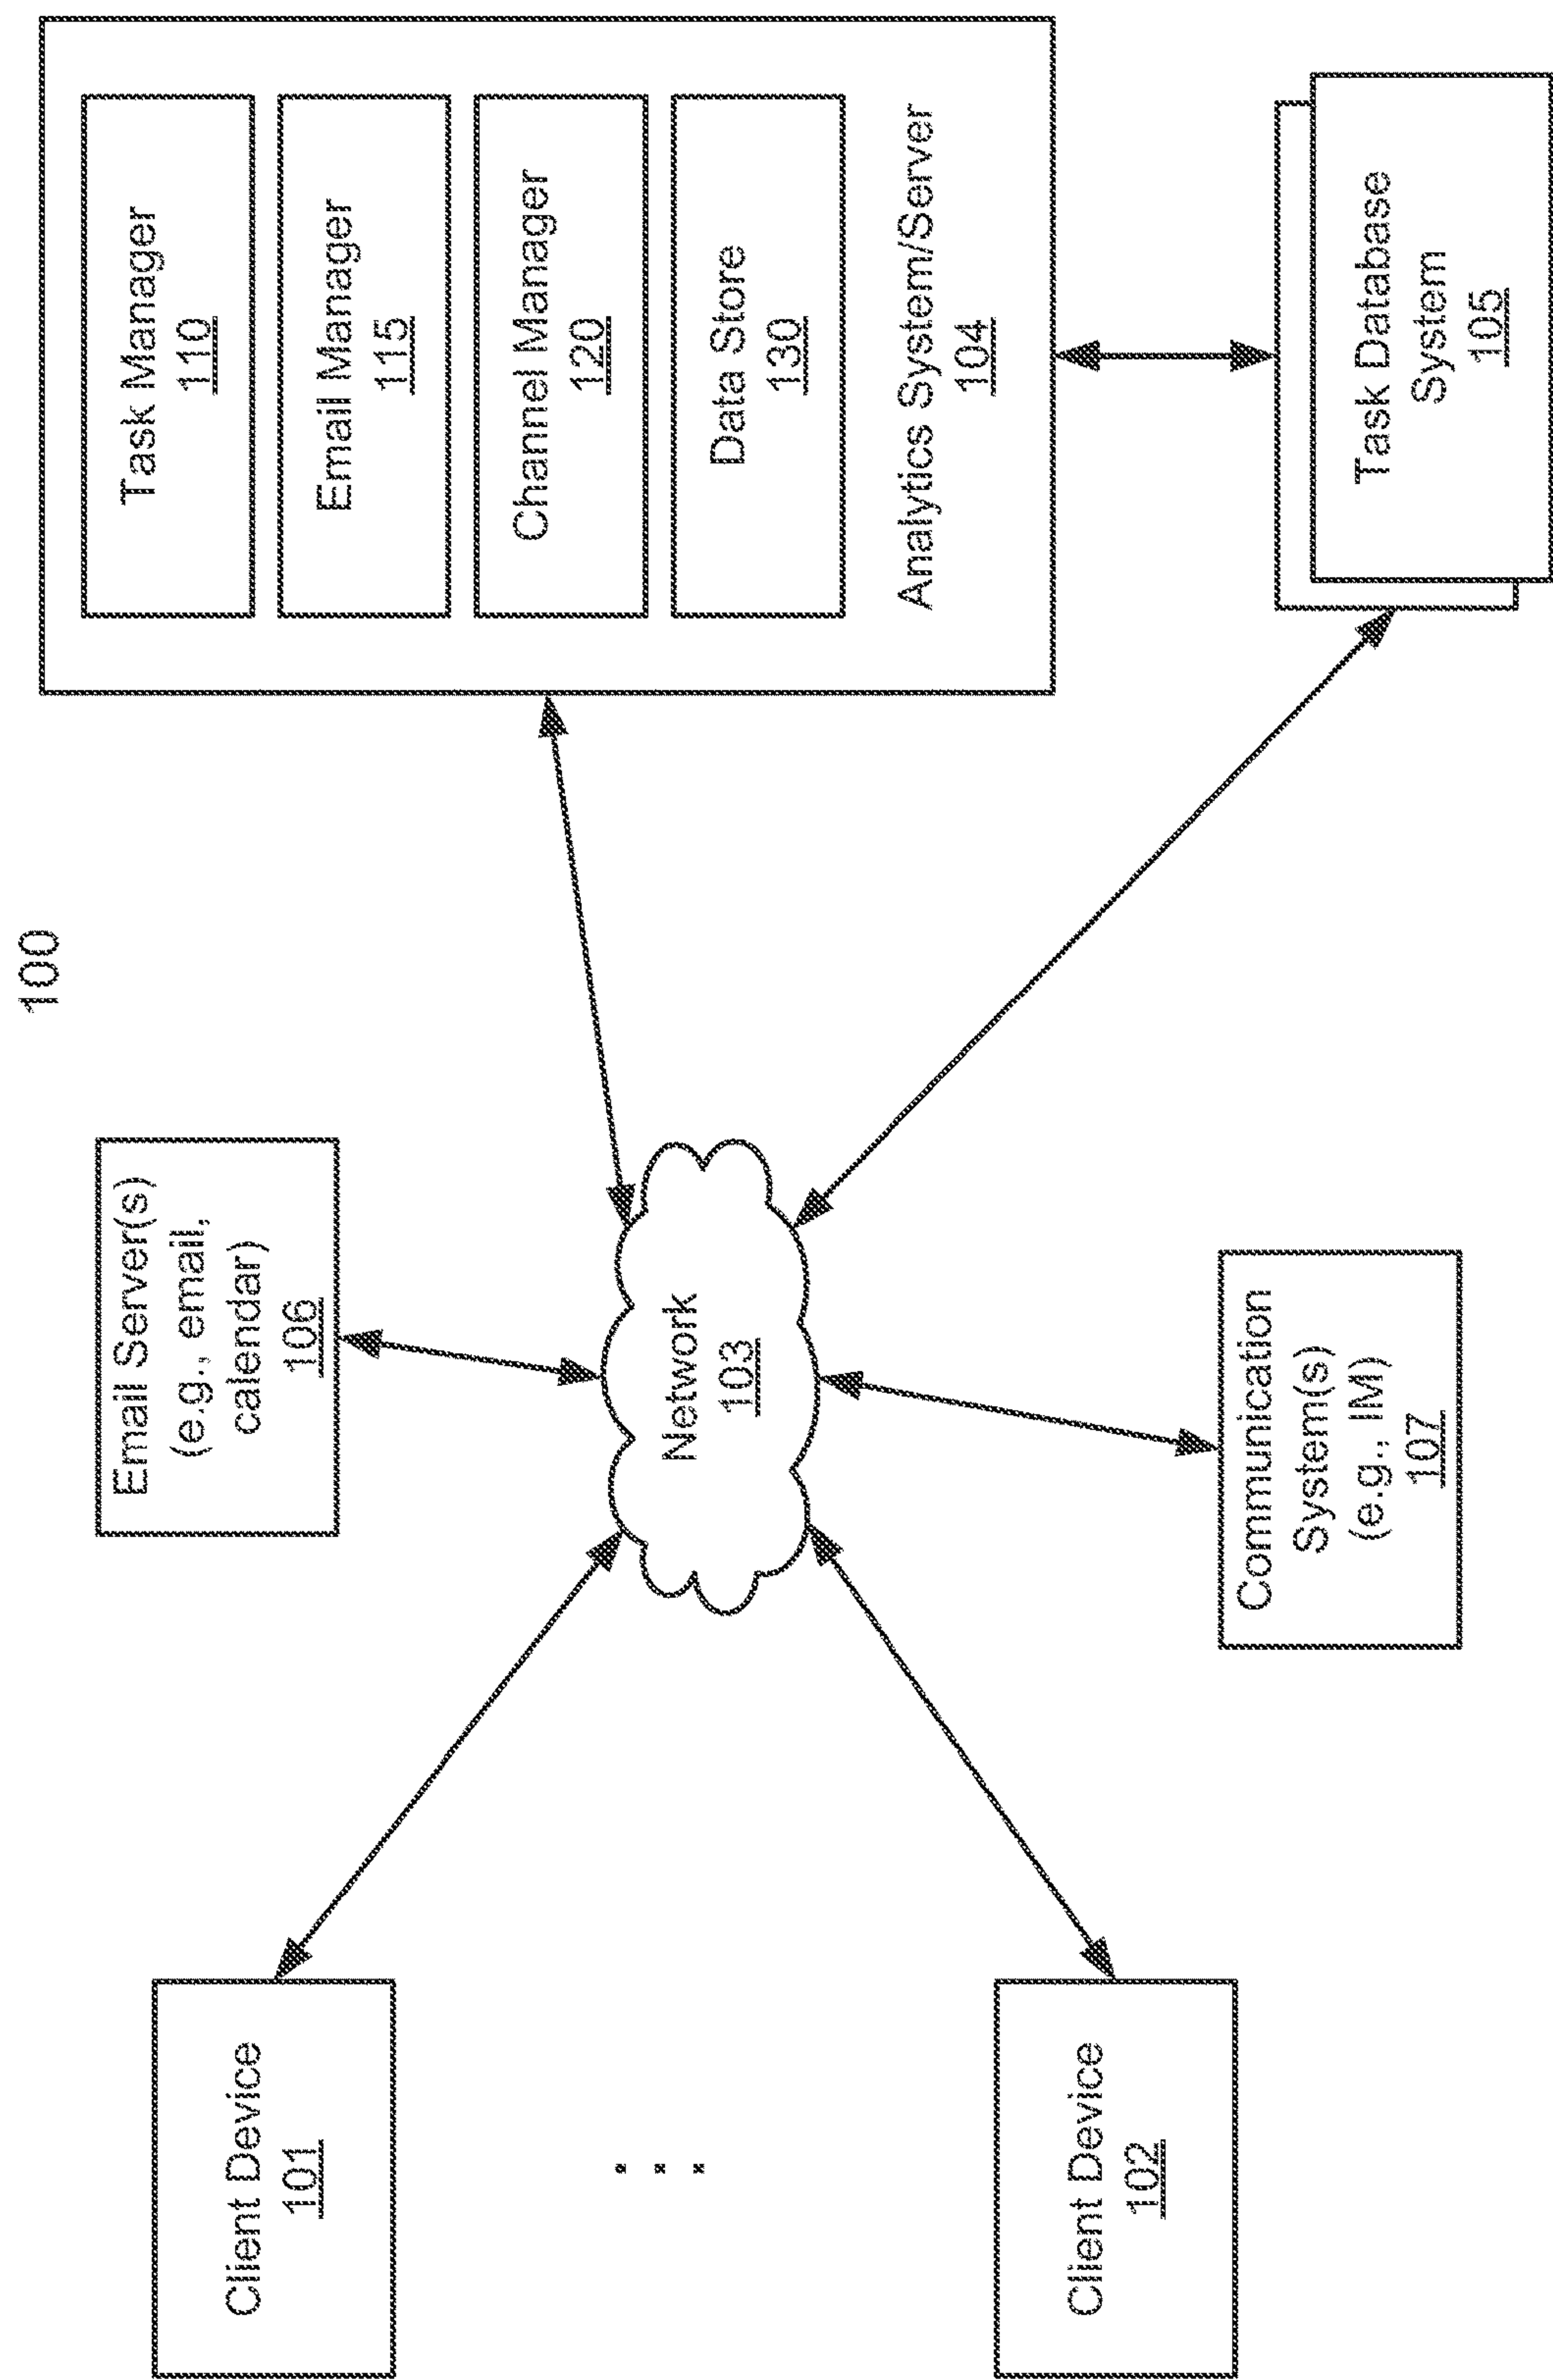 100
Client Device
101
Client Device
102
Email Server(s)
(e.g., email,
calendar)
106
Network
103
Communication
System(s)
(e.g., IM)
107
Task Manager
110
Email Manager
115
Channel Manager
120
Data Store
130
Analytics System/Server
104
Task Database
System
105
. . .